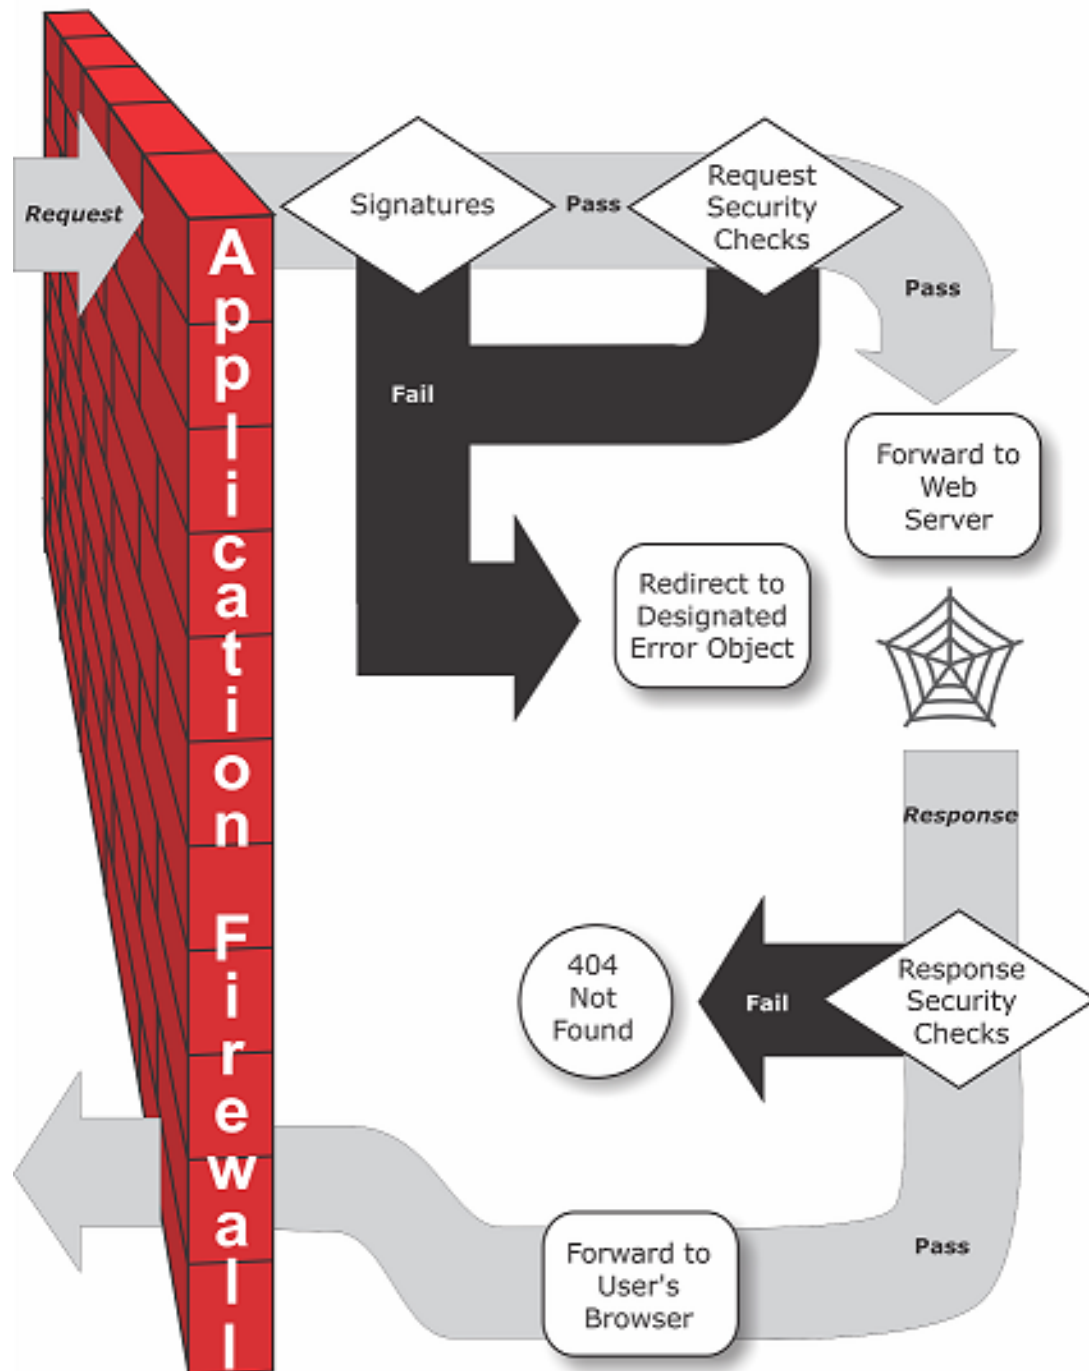 Request
Signatures
Pass
Request
Security
Checks
Pass
Fail
Forward to
Web
Server
Redirect to
Designated
Error Object
Response
404
Not
Found
Fail
Response
Security
Checks
Pass
Forward to
User's
Browser
Application Firewall